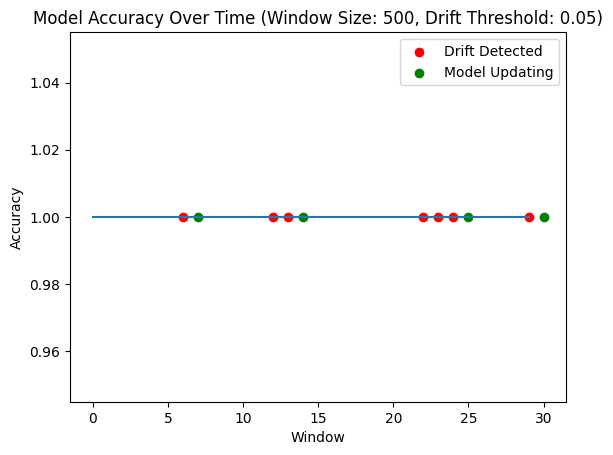 Model Accuracy Over Time (Window Size: 500, Drift Threshold: 0.05)
Drift Detected
Model Updating
1.04
1.02
1.00
0.98
0.96
Accuracy
0 5 10 15 20 25 30
Window